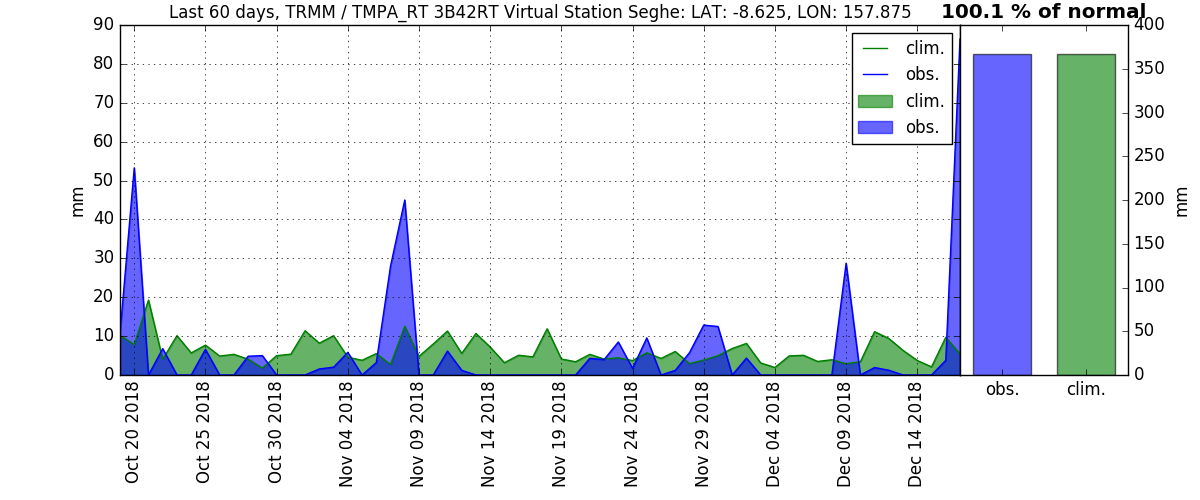 Last 60 days, TRMM / TMPA_RT 3B42RT Virtual Station Seghe: LAT: -8.625, LON: 157.875
100.1 % of normal
90
80
70
60
50
40
30
20
10
0
mm
clim.
obs.
clim.
obs.
400
350
300
250
200
150
100
50
0
mm
Oct 20 2018
Oct 25 2018
Oct 30 2018
Nov 04 2018
Nov 09 2018
Nov 14 2018
Nov 19 2018
Nov 24 2018
Nov 29 2018
Dec 04 2018
Dec 09 2018
Dec 14 2018
obs.
clim.